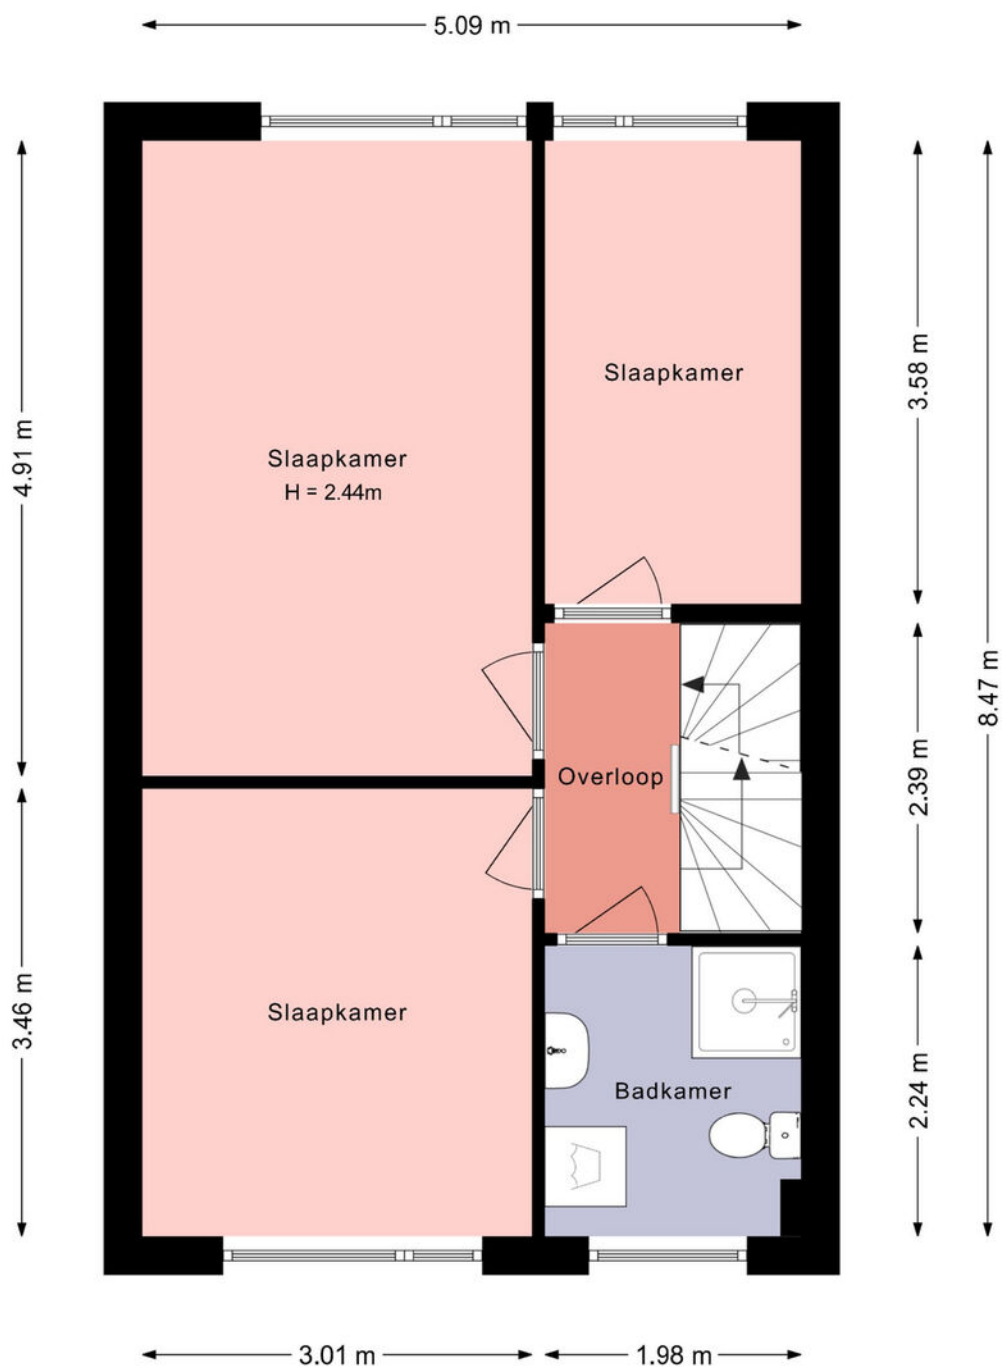 5.09 m
4.91 m
3.58 m
8.47 m
Slaapkamer
Slaapkamer
H = 2.44m
Overloop
2.39 m
3.46 m
Slaapkamer
Badkamer
2.24 m
3.01 m
1.98 m